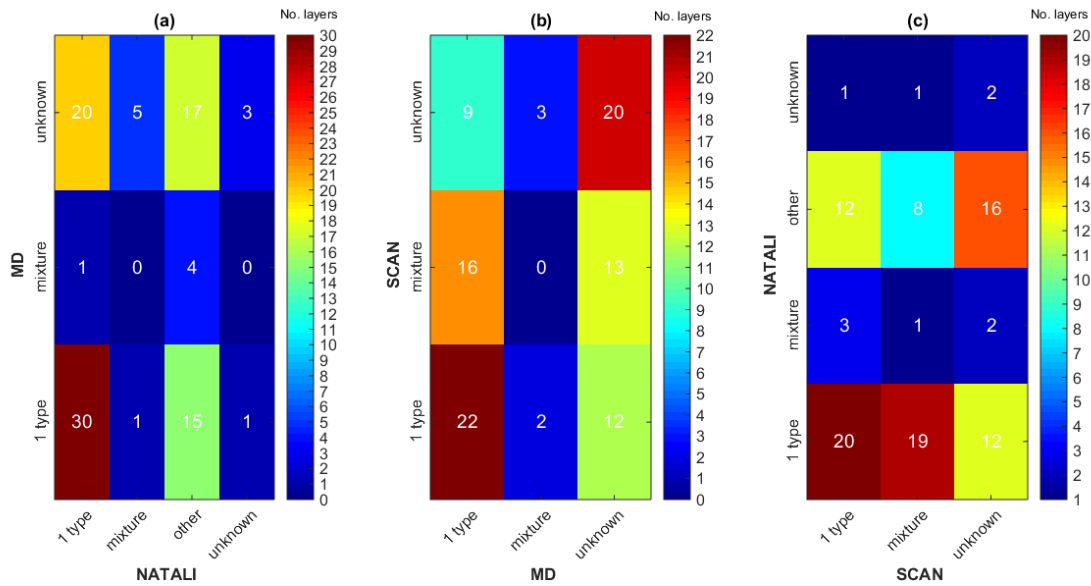 (a)
No. layers
unknown
mixture
1 type
MD
20 5 17 3
1 0 4 0
30 1 15 1
1 type mixture other unknown
NATALI
30
29
28
27
26
25
24
23
22
21
20
19
18
17
16
15
14
13
12
11
10
9
8
7
6
5
4
3
2
1
0
(b)
No. layers
unknown
mixture
1 type
SCAN
9 3 20
16 0 13
22 2 12
1 type mixture unknown
MD
22
21
20
19
18
17
16
15
14
13
12
11
10
9
8
7
6
5
4
3
2
1
0
(c)
No. layers
unknown
other
mixture
1 type
NATALI
1 1 2
12 8 16
3 1 2
20 19 12
1 type mixture unknown
SCAN
20
19
18
17
16
15
14
13
12
11
10
9
8
7
6
5
4
3
2
1